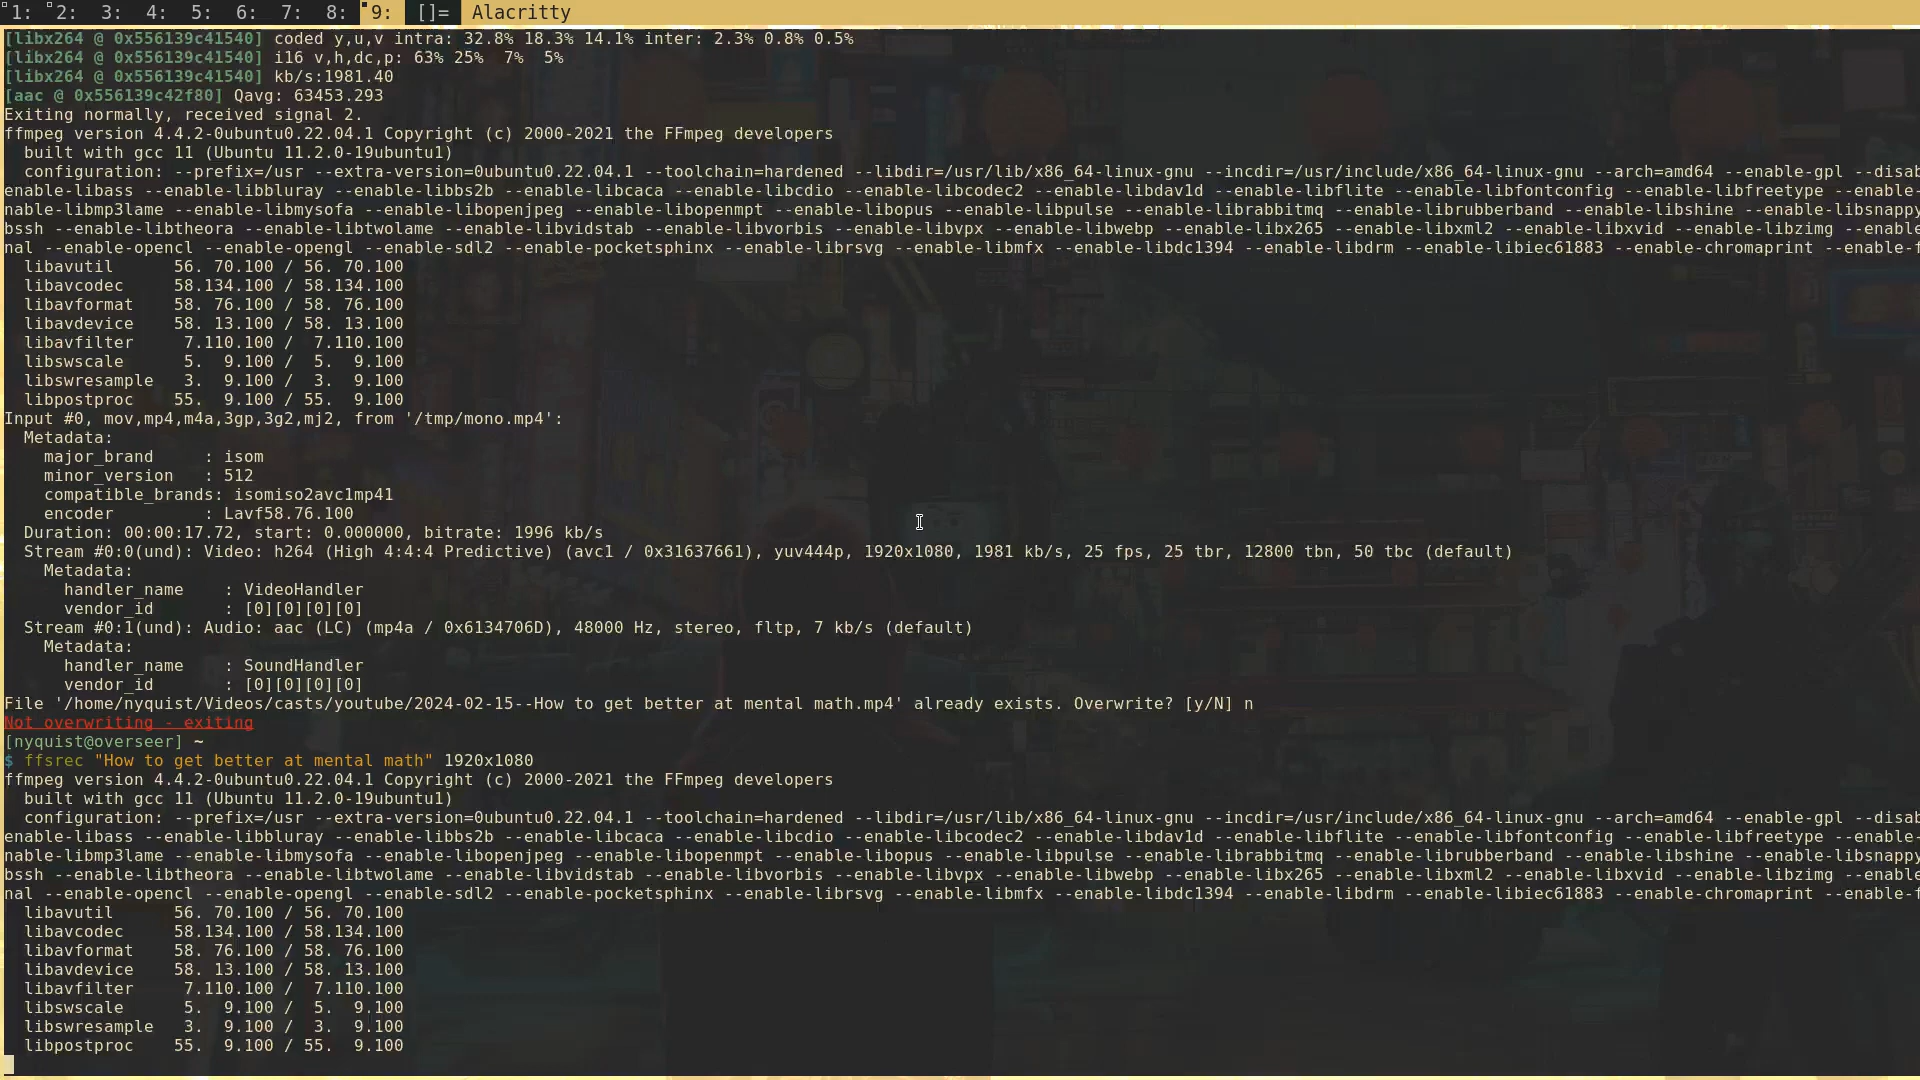 1: 2: 3: 4: 5: 6: 7: 8: 9: []= Alacritty
[libx264 @ 0x556139c41540] coded y,u,v intra: 32.8% 18.3% 14.1% inter: 2.3% 0.8% 0.5%
[libx264 @ 0x556139c41540] i16 v,h,dc,p: 63% 25%  7%  5%
[libx264 @ 0x556139c41540] kb/s:1981.40
[aac @ 0x556139c42f80] Qavg: 63453.293
Exiting normally, received signal 2.
ffmpeg version 4.4.2-0ubuntu0.22.04.1 Copyright (c) 2000-2021 the FFmpeg developers
  built with gcc 11 (Ubuntu 11.2.0-19ubuntu1)
  configuration: --prefix=/usr --extra-version=0ubuntu0.22.04.1 --toolchain=hardened --libdir=/usr/lib/x86_64-linux-gnu --incdir=/usr/include/x86_64-linux-gnu --arch=amd64 --enable-gpl --disab
enable-libass --enable-libbluray --enable-libbs2b --enable-libcaca --enable-libcdio --enable-libcodec2 --enable-libdav1d --enable-libflite --enable-libfontconfig --enable-libfreetype --enable-
nable-libmp3lame --enable-libmysofa --enable-libopenjpeg --enable-libopenmpt --enable-libopus --enable-libpulse --enable-librabbitmq --enable-librubberband --enable-libshine --enable-libsnappy
bssh --enable-libtheora --enable-libtwolame --enable-libvidstab --enable-libvorbis --enable-libvpx --enable-libwebp --enable-libx265 --enable-libxml2 --enable-libxvid --enable-libzimg --enable
nal --enable-opencl --enable-opengl --enable-sdl2 --enable-pocketsphinx --enable-librsvg --enable-libmfx --enable-libdc1394 --enable-libdrm --enable-libiec61883 --enable-chromaprint --enable-f
  libavutil      56. 70.100 / 56. 70.100
  libavcodec     58.134.100 / 58.134.100
  libavformat    58. 76.100 / 58. 76.100
  libavdevice    58. 13.100 / 58. 13.100
  libavfilter     7.110.100 /  7.110.100
  libswscale      5.  9.100 /  5.  9.100
  libswresample   3.  9.100 /  3.  9.100
  libpostproc    55.  9.100 / 55.  9.100
Input #0, mov,mp4,m4a,3gp,3g2,mj2, from '/tmp/mono.mp4':
  Metadata:
    major_brand     : isom
    minor_version   : 512
    compatible_brands: isomiso2avc1mp41
    encoder         : Lavf58.76.100
  Duration: 00:00:17.72, start: 0.000000, bitrate: 1996 kb/s
  Stream #0:0(und): Video: h264 (High 4:4:4 Predictive) (avc1 / 0x31637661), yuv444p, 1920x1080, 1981 kb/s, 25 fps, 25 tbr, 12800 tbn, 50 tbc (default)
    Metadata:
      handler_name    : VideoHandler
      vendor_id       : [0][0][0][0]
  Stream #0:1(und): Audio: aac (LC) (mp4a / 0x6134706D), 48000 Hz, stereo, fltp, 7 kb/s (default)
    Metadata:
      handler_name    : SoundHandler
      vendor_id       : [0][0][0][0]
File '/home/nyquist/Videos/casts/youtube/2024-02-15--How to get better at mental math.mp4' already exists. Overwrite? [y/N] n
Not overwriting - exiting
[nyquist@overseer] ~
$ ffsrec "How to get better at mental math" 1920x1080
ffmpeg version 4.4.2-0ubuntu0.22.04.1 Copyright (c) 2000-2021 the FFmpeg developers
  built with gcc 11 (Ubuntu 11.2.0-19ubuntu1)
  configuration: --prefix=/usr --extra-version=0ubuntu0.22.04.1 --toolchain=hardened --libdir=/usr/lib/x86_64-linux-gnu --incdir=/usr/include/x86_64-linux-gnu --arch=amd64 --enable-gpl --disab
enable-libass --enable-libbluray --enable-libbs2b --enable-libcaca --enable-libcdio --enable-libcodec2 --enable-libdav1d --enable-libflite --enable-libfontconfig --enable-libfreetype --enable-
nable-libmp3lame --enable-libmysofa --enable-libopenjpeg --enable-libopenmpt --enable-libopus --enable-libpulse --enable-librabbitmq --enable-librubberband --enable-libshine --enable-libsnappy
bssh --enable-libtheora --enable-libtwolame --enable-libvidstab --enable-libvorbis --enable-libvpx --enable-libwebp --enable-libx265 --enable-libxml2 --enable-libxvid --enable-libzimg --enable
nal --enable-opencl --enable-opengl --enable-sdl2 --enable-pocketsphinx --enable-librsvg --enable-libmfx --enable-libdc1394 --enable-libdrm --enable-libiec61883 --enable-chromaprint --enable-f
  libavutil      56. 70.100 / 56. 70.100
  libavcodec     58.134.100 / 58.134.100
  libavformat    58. 76.100 / 58. 76.100
  libavdevice    58. 13.100 / 58. 13.100
  libavfilter     7.110.100 /  7.110.100
  libswscale      5.  9.100 /  5.  9.100
  libswresample   3.  9.100 /  3.  9.100
  libpostproc    55.  9.100 / 55.  9.100